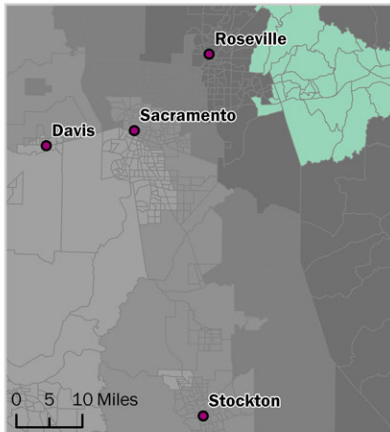 Roseville
Sacramento
Davis
0 5 10 Miles
Stockton